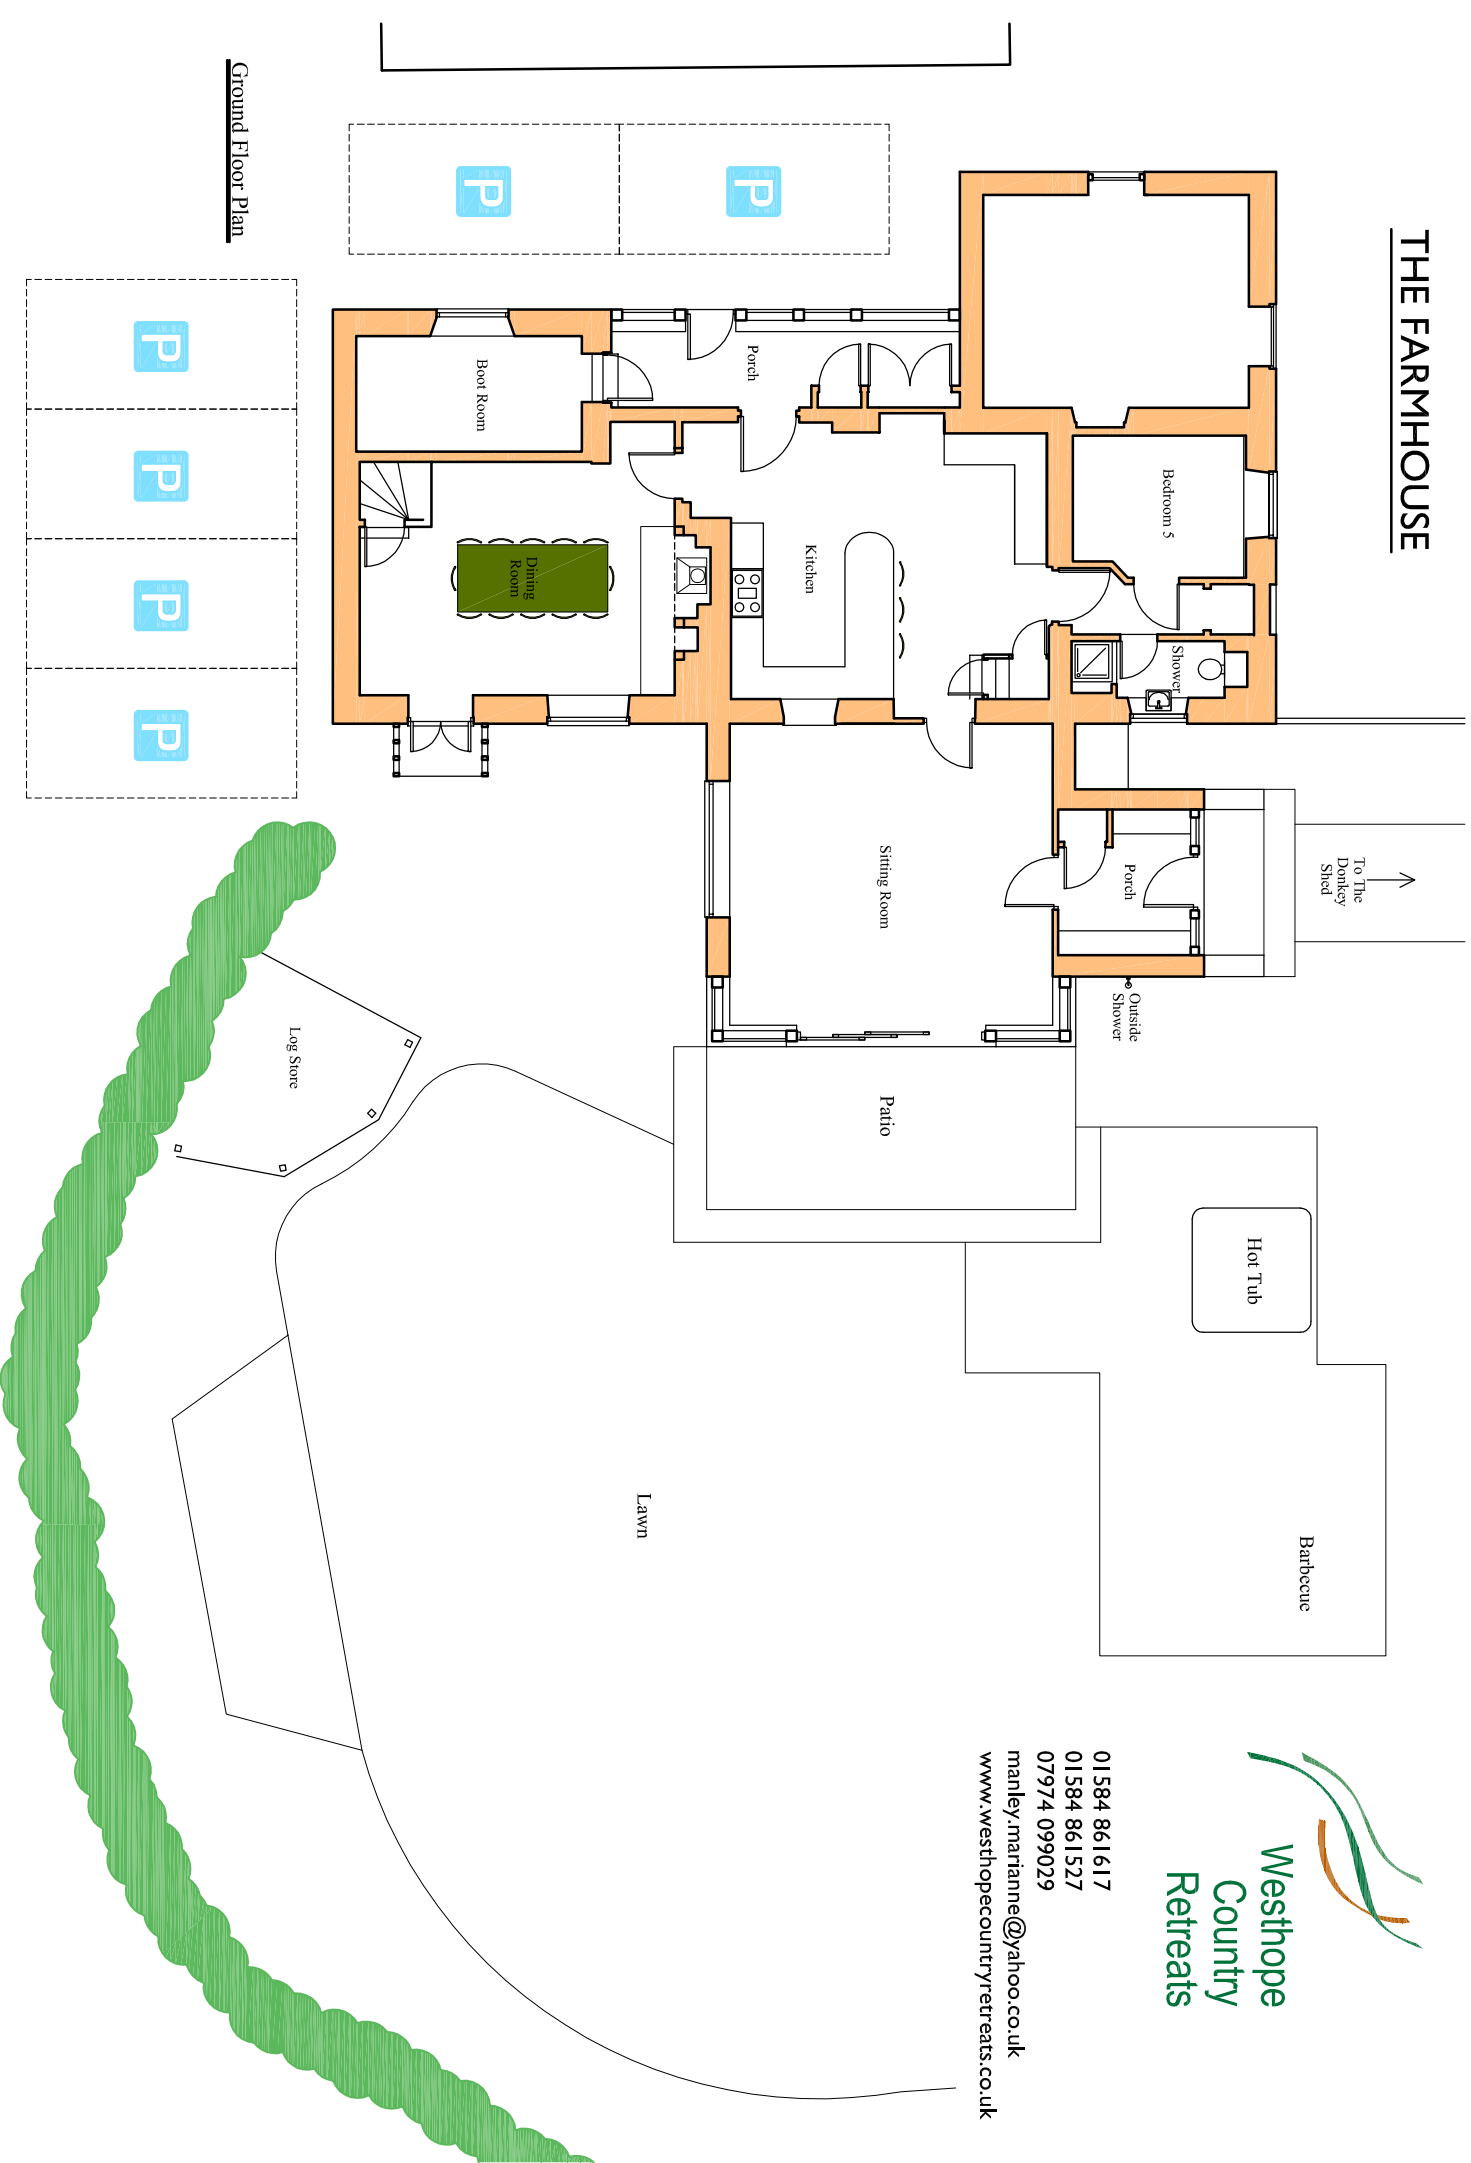 THE FARMHOUSE
To The
Donkey
Shed
Westhope
Country
Retreats
Barbecue
Hot Tub
Bedroom 5
Shower
Porch
Outside
Shower
01584 861617
01584 861527
07974 099029
manley.marianne@yahoo.co.uk
www.westhopecountryretreats.co.uk
Kitchen
Sitting Room
Patio
Porch
P
Lawn
Dining
Room
Boot Room
P
Log Store
Ground Floor Plan
P
P
P
P